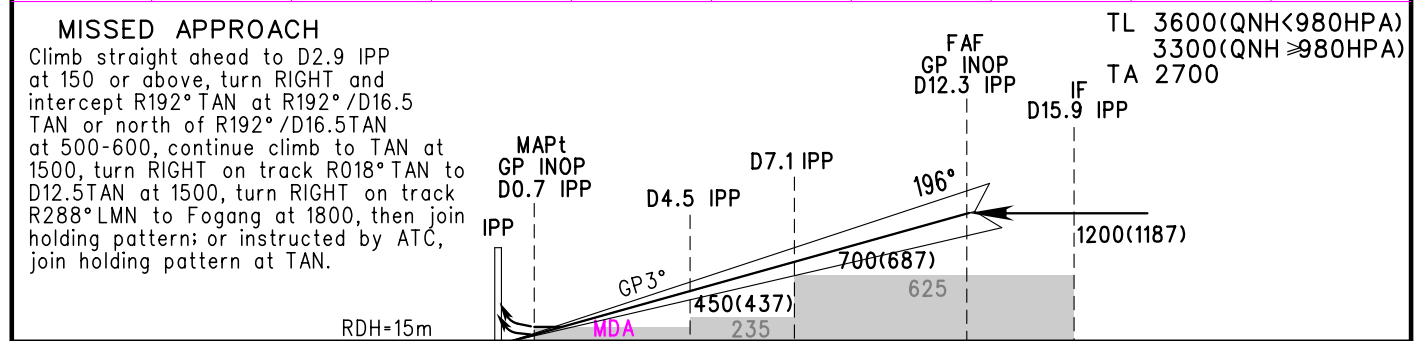 MISSED APPROACH
Climb straight ahead to D2.9 IPP
at 150 or above, turn RIGHT and
intercept R192° TAN at R192°/D16.5
TAN or north of R192°/D16.5TAN
at 500-600, continue climb to TAN at
1500, turn RIGHT on track R018° TAN to
D12.5TAN at 1500, turn RIGHT on track
R288° LMN to Fogang at 1800, then join
holding pattern; or instructed by ATC,
join holding pattern at TAN.
TL 3600(QNH<980HPA)
3300(QNH≥980HPA)
TA 2700
FAF
GP INOP
D12.3 IPP
IF
D15.9 IPP
MAPt
GP INOP
D0.7 IPP
D7.1 IPP
D4.5 IPP
196°
IPP
1200(1187)
700(687)
GP3°
625
450(437)
RDH=15m
MDA
235